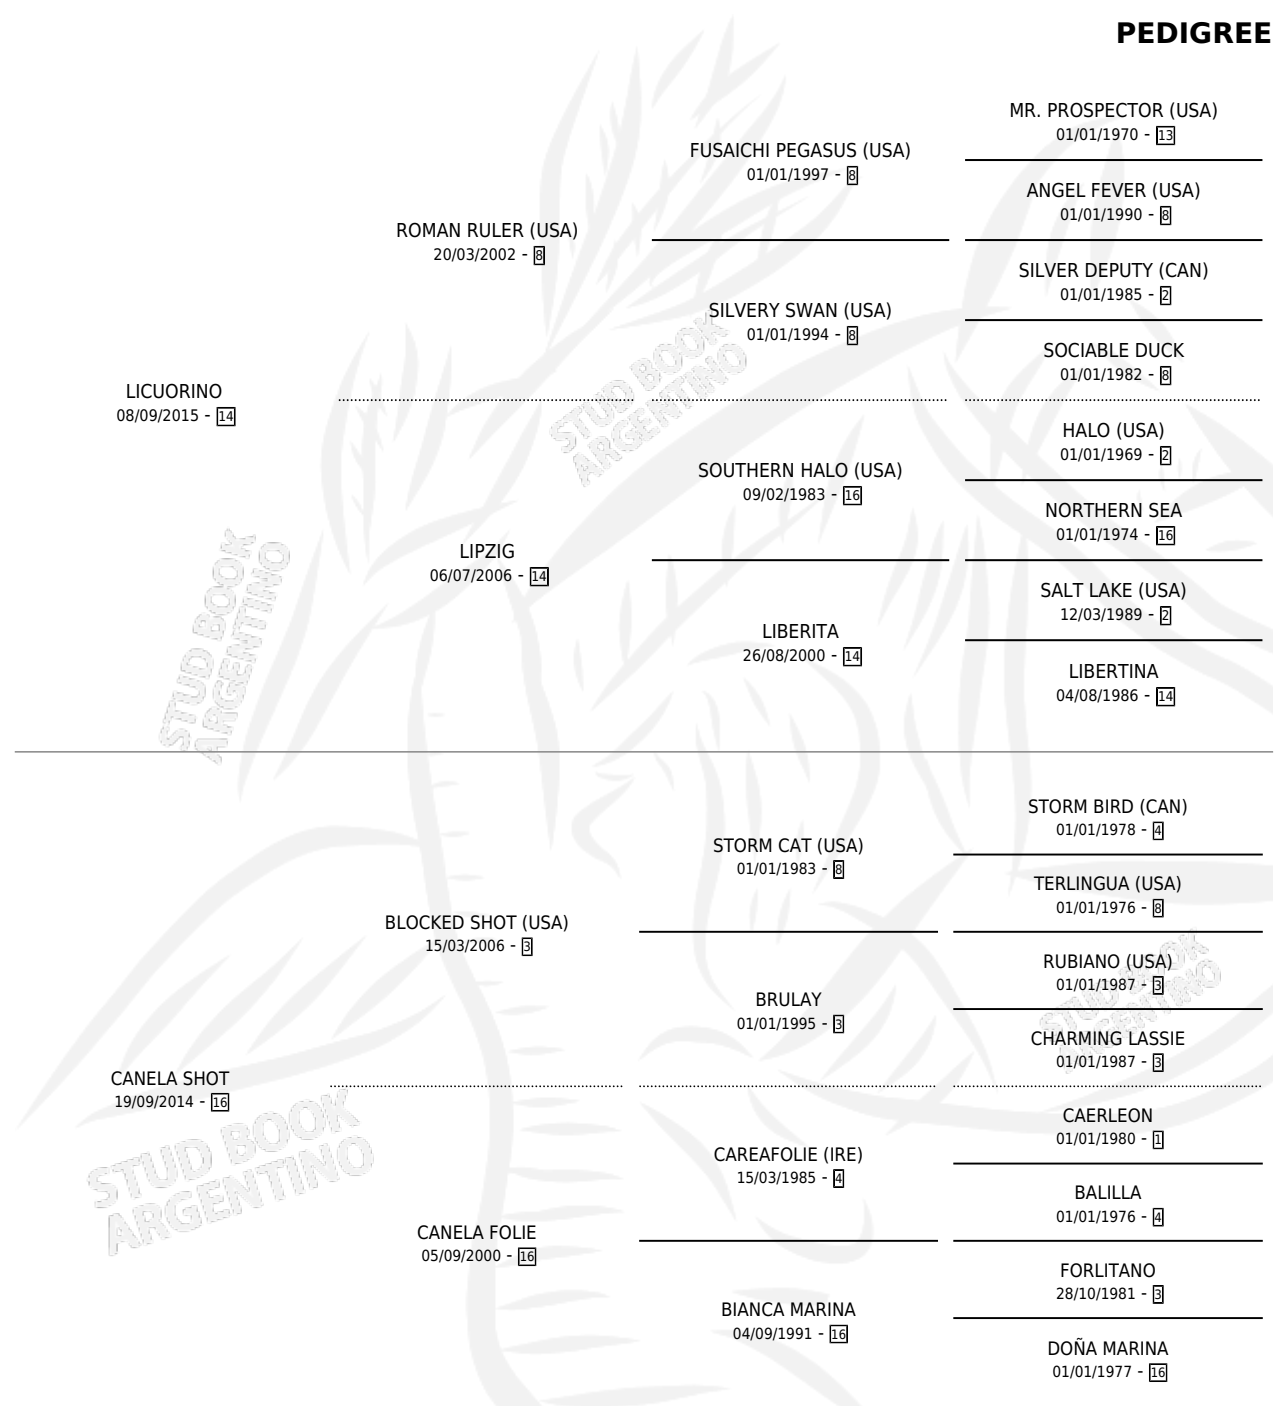 PEDIGREE
MR. PROSPECTOR (USA)
01/01/1970 - 13
FUSAICHI PEGASUS (USA)
01/01/1997 - 8
ANGEL FEVER (USA)
01/01/1990 - 8
ROMAN RULER (USA)
20/03/2002 - 8
SILVER DEPUTY (CAN)
01/01/1985 - 2
SILVERY SWAN (USA)
01/01/1994 - 8
SOCIABLE DUCK
01/01/1982 - 8
LICUORINO
08/09/2015 - 14
HALO (USA)
01/01/1969 - 2
SOUTHERN HALO (USA)
09/02/1983 - 16
NORTHERN SEA
01/01/1974 - 16
LIPZIG
06/07/2006 - 14
SALT LAKE (USA)
12/03/1989 - 2
LIBERITA
26/08/2000 - 14
LIBERTINA
04/08/1986 - 14
STORM BIRD (CAN)
01/01/1978 - 4
STORM CAT (USA)
01/01/1983 - 8
TERLINGUA (USA)
01/01/1976 - 8
BLOCKED SHOT (USA)
15/03/2006 - 3
RUBIANO (USA)
01/01/1987 - 3
BRULAY
01/01/1995 - 3
CHARMING LASSIE
01/01/1987 - 3
CANELA SHOT
19/09/2014 - 16
CAERLEON
01/01/1980 - 1
CAREAFOLIE (IRE)
15/03/1985 - 4
BALILLA
01/01/1976 - 4
CANELA FOLIE
05/09/2000 - 16
FORLITANO
28/10/1981 - 3
BIANCA MARINA
04/09/1991 - 16
DOÑA MARINA
01/01/1977 - 16
STUD BOOK
ARGENTINO
STUD BOOK
ARGENTINO
STUD BOOK
ARGENTINO
STUD BOOK
ARGENTINO